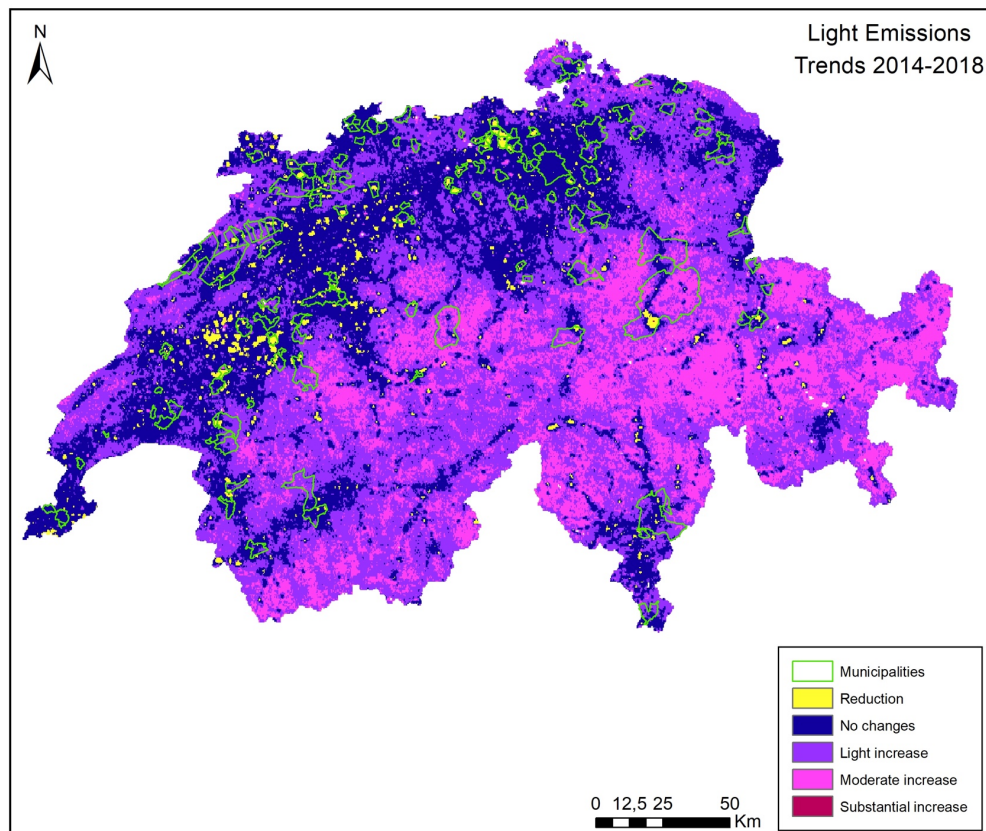 N
Light Emissions
Trends 2014-2018
Municipalities
Reduction
No changes
Light increase
Moderate increase
Substantial increase
0 12,5 25 50
Km